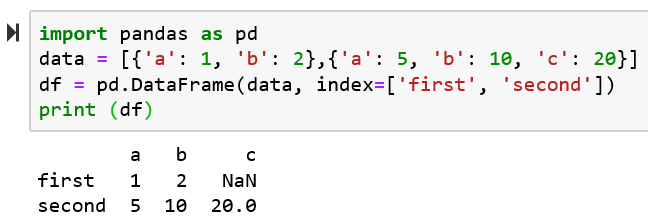 import pandas as pd
data = [{'a': 1, 'b': 2},{'a': 5, 'b': 10, 'c': 20}]
df = pd.DataFrame(data, index=['first', 'second'])
print (df)
        a   b     c
first   1   2   NaN
second  5  10  20.0